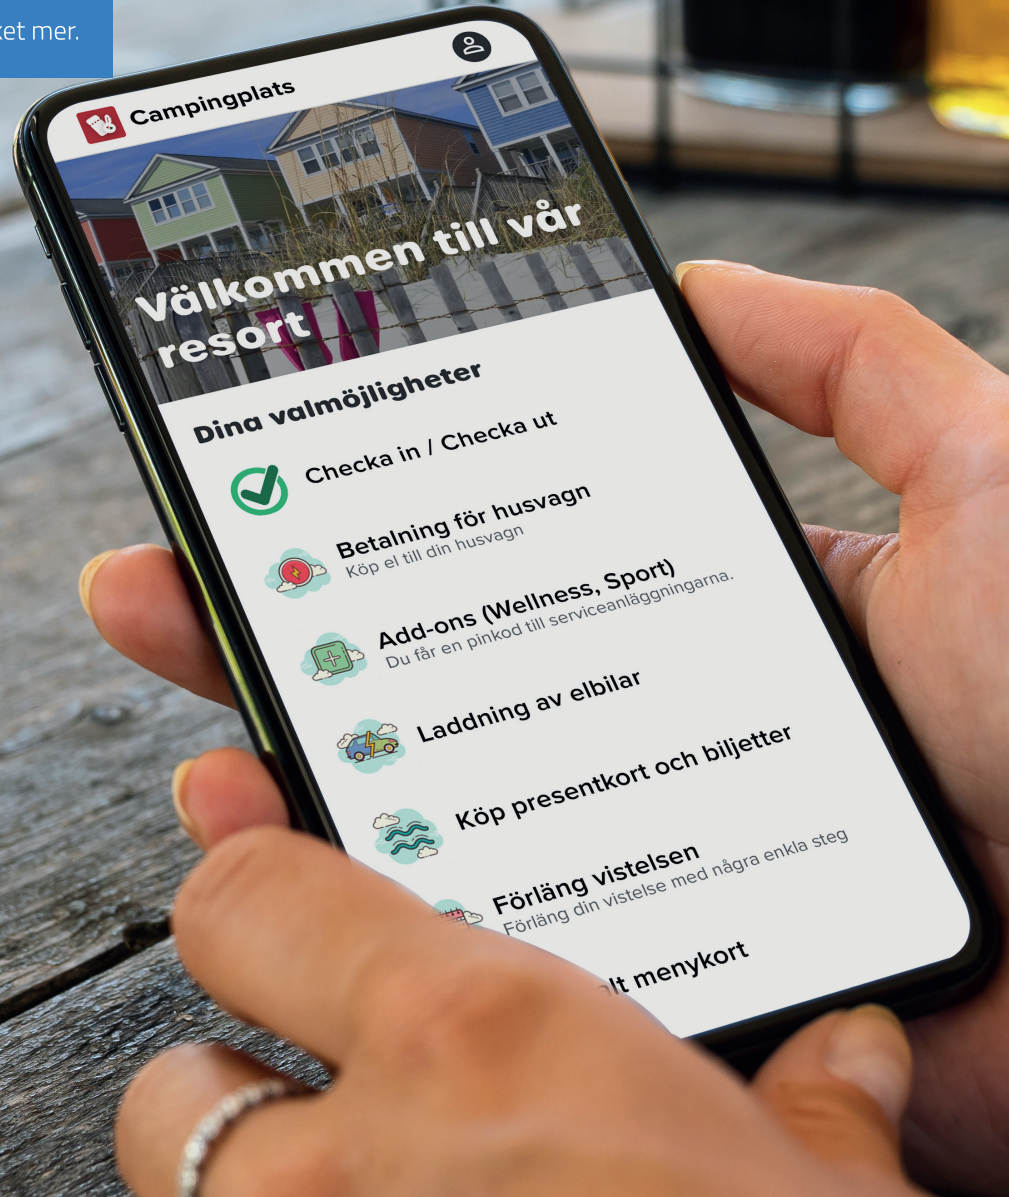 mer.
Campingplats
Välkommen till vår
resort
Dina valmöjligheter
Checka in / Checka ut
Betalning för husvagn
Köp el till din husvagn
Add-ons (Wellness, Sport)
Du får en pinkod till serviceanläggningarna.
Laddning av elbilar
Köp presentkort och biljetter
Förläng vistelsen
Förläng din vistelse med några enkla steg
menykort